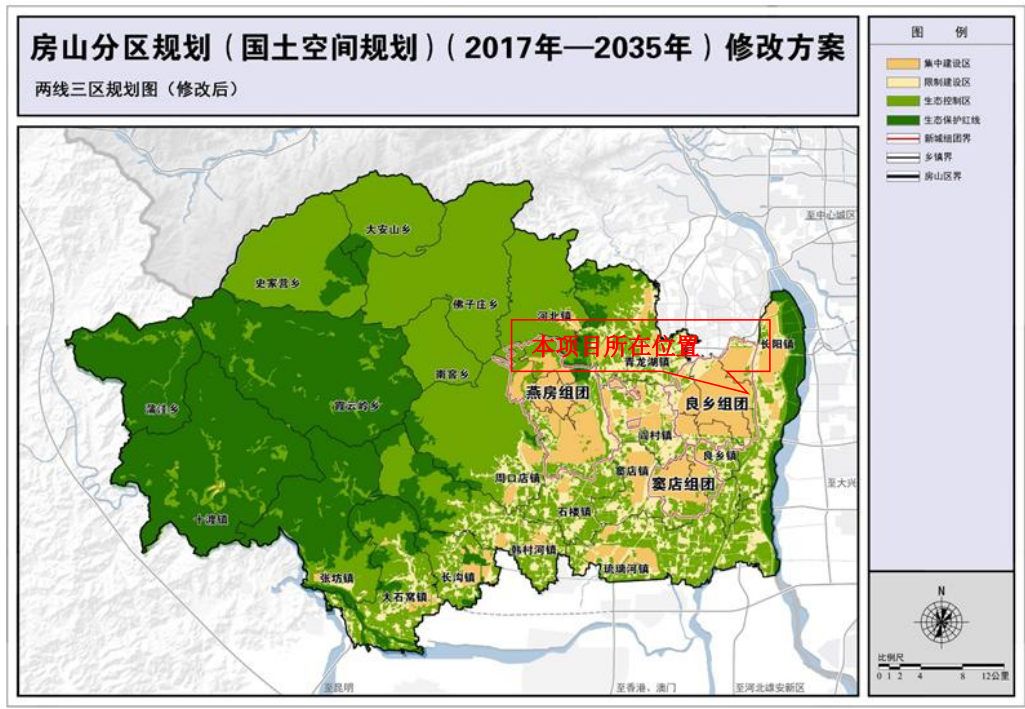 房山分区规划（国土空间规划）（2017年—2035年）修改方案
两线三区规划图（修改后）
图 例
集中建设区
限制建设区
生态控制区
生态保护红线
新城组团界
乡镇界
房山区界
至中心城区
大安山乡
史家营乡
佛子庄乡
河北镇
本项目所在位置
长阳镇
青龙湖镇
南窖乡
燕房组团
良乡组团
蒲洼乡
霞云岭乡
阎村镇
良乡镇
窦店镇
周口店镇
窦店组团
至大兴
石楼镇
十渡镇
韩村河镇
琉璃河镇
张坊镇
长沟镇
大石窝镇
至昆明
至香港、澳门
至河北雄安新区
N
比例尺
0 1 2 4 8 12公里